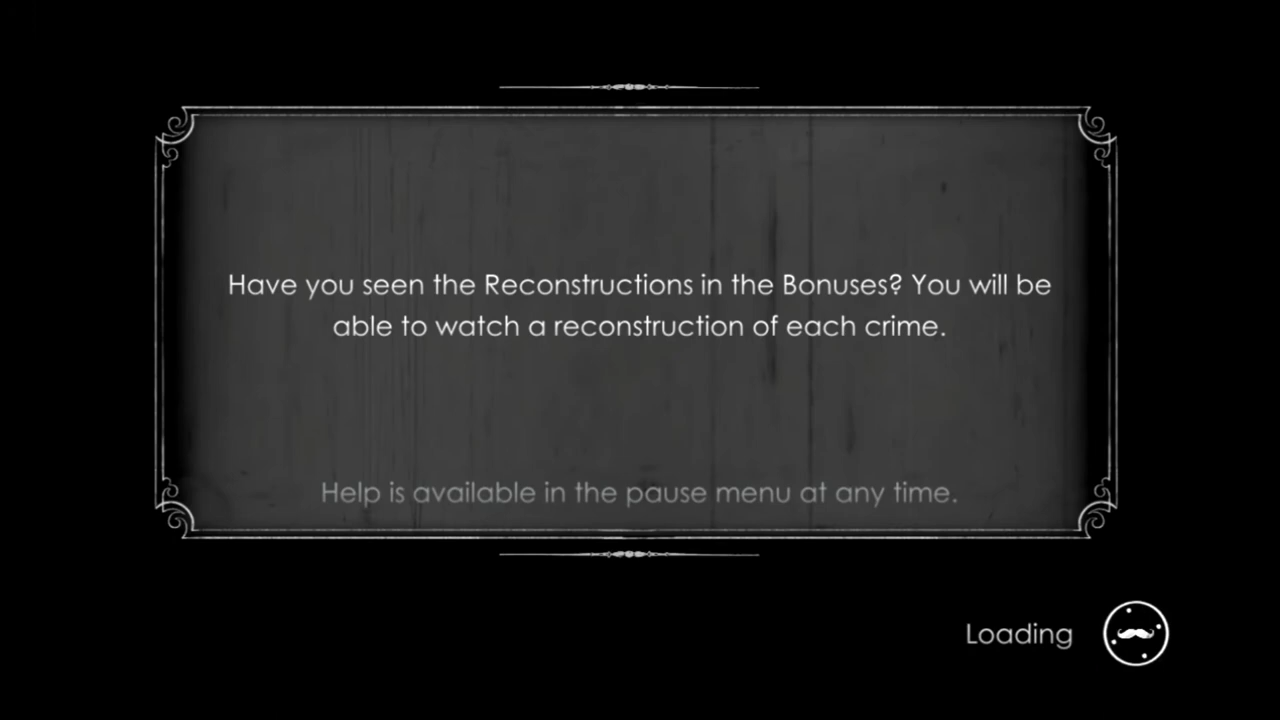 Have you seen the Reconstructions in the Bonuses? You will be
able to watch a reconstruction of each crime.
Help is available in the pause menu at any time.
Loading